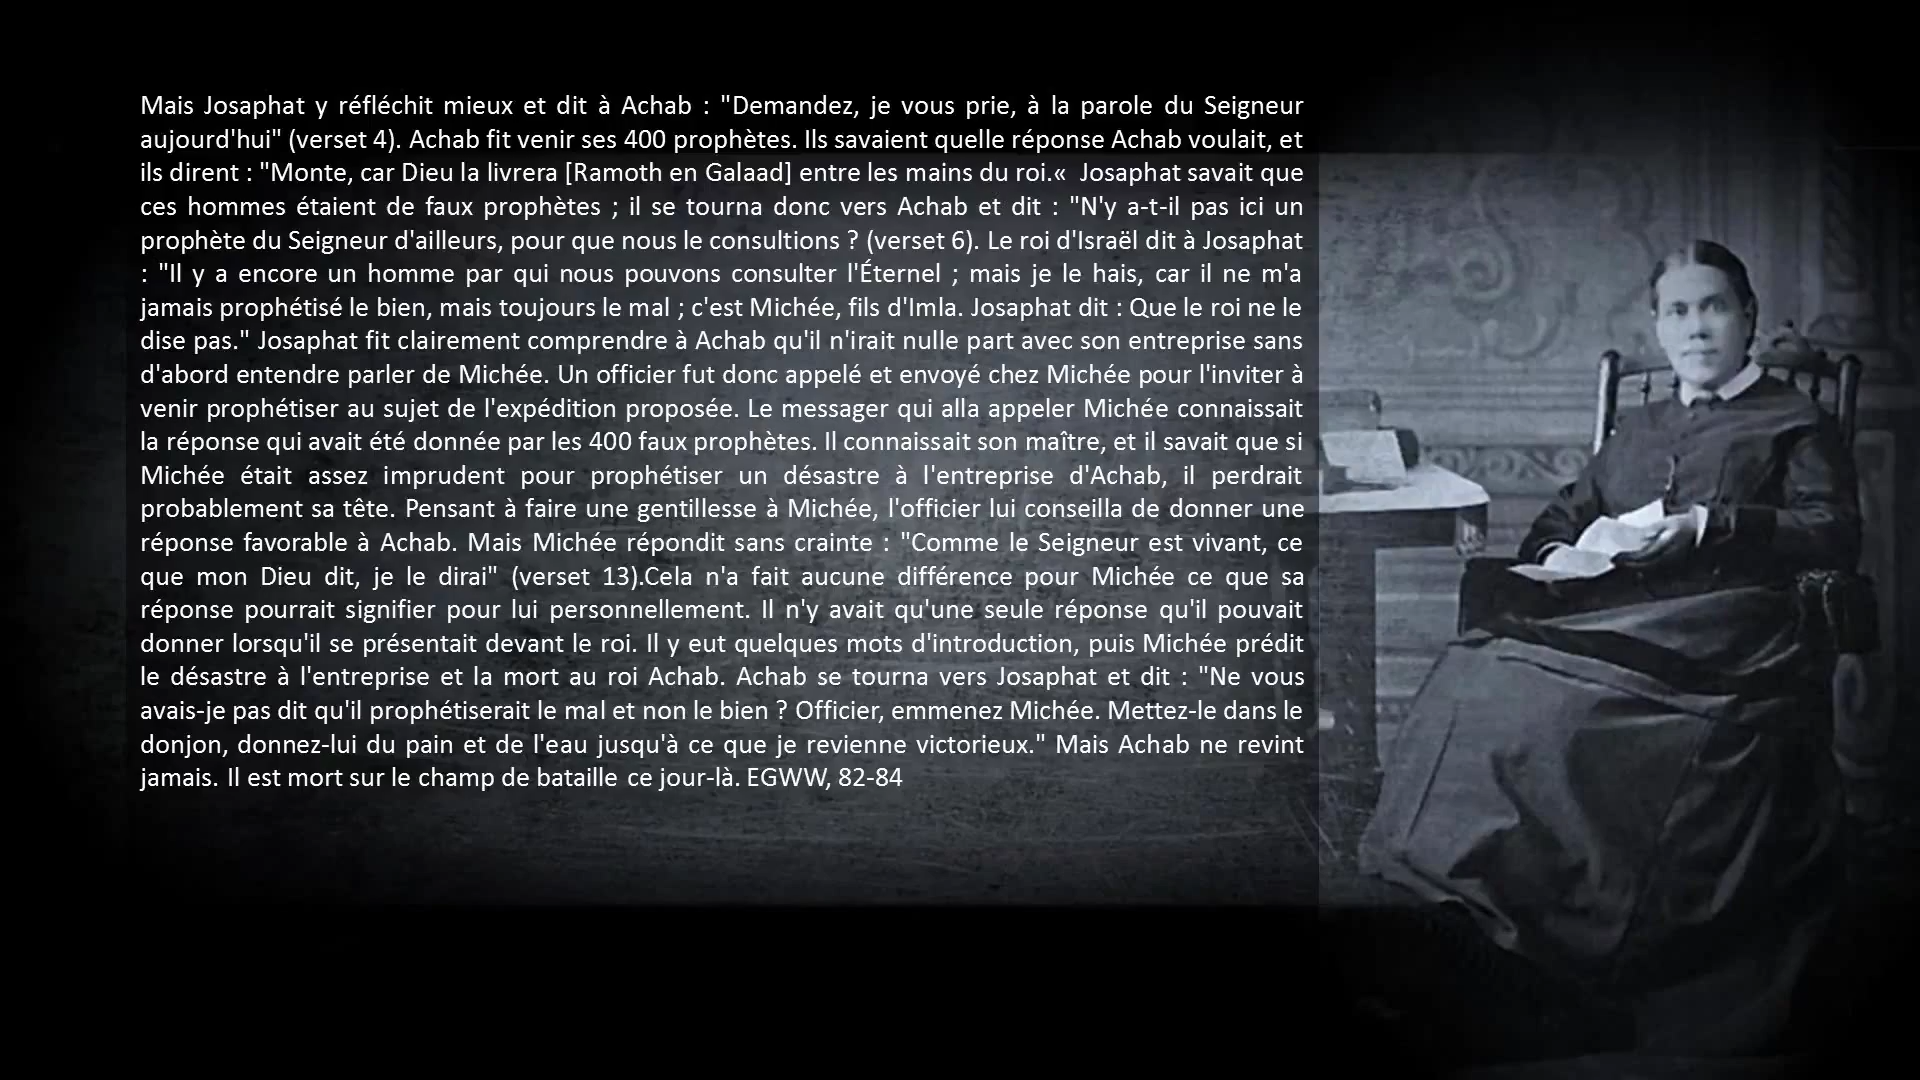 Mais Josaphat y réfléchit mieux et dit à Achab : "Demandez, je vous prie, à la parole du Seigneur
aujourd'hui" (verset 4). Achab fit venir ses 400 prophètes. Ils savaient quelle réponse Achab voulait, et
ils dirent : "Monte, car Dieu la livrera [Ramoth en Galaad] entre les mains du roi.«  Josaphat savait que
ces hommes étaient de faux prophètes ; il se tourna donc vers Achab et dit : "N'y a-t-il pas ici un
prophète du Seigneur d'ailleurs, pour que nous le consultions ? (verset 6). Le roi d'Israël dit à Josaphat
: "Il y a encore un homme par qui nous pouvons consulter l'Éternel ; mais je le hais, car il ne m'a
jamais prophétisé le bien, mais toujours le mal ; c'est Michée, fils d'Imla. Josaphat dit : Que le roi ne le
dise pas." Josaphat fit clairement comprendre à Achab qu'il n'irait nulle part avec son entreprise sans
d'abord entendre parler de Michée. Un officier fut donc appelé et envoyé chez Michée pour l'inviter à
venir prophétiser au sujet de l'expédition proposée. Le messager qui alla appeler Michée connaissait
la réponse qui avait été donnée par les 400 faux prophètes. Il connaissait son maître, et il savait que si
Michée était assez imprudent pour prophétiser un désastre à l'entreprise d'Achab, il perdrait
probablement sa tête. Pensant à faire une gentillesse à Michée, l'officier lui conseilla de donner une
réponse favorable à Achab. Mais Michée répondit sans crainte : "Comme le Seigneur est vivant, ce
que mon Dieu dit, je le dirai" (verset 13).Cela n'a fait aucune différence pour Michée ce que sa
réponse pourrait signifier pour lui personnellement. Il n'y avait qu'une seule réponse qu'il pouvait
donner lorsqu'il se présentait devant le roi. Il y eut quelques mots d'introduction, puis Michée prédit
le désastre à l'entreprise et la mort au roi Achab. Achab se tourna vers Josaphat et dit : "Ne vous
avais-je pas dit qu'il prophétiserait le mal et non le bien ? Officier, emmenez Michée. Mettez-le dans le
donjon, donnez-lui du pain et de l'eau jusqu'à ce que je revienne victorieux." Mais Achab ne revint
jamais. Il est mort sur le champ de bataille ce jour-là. EGWW, 82-84